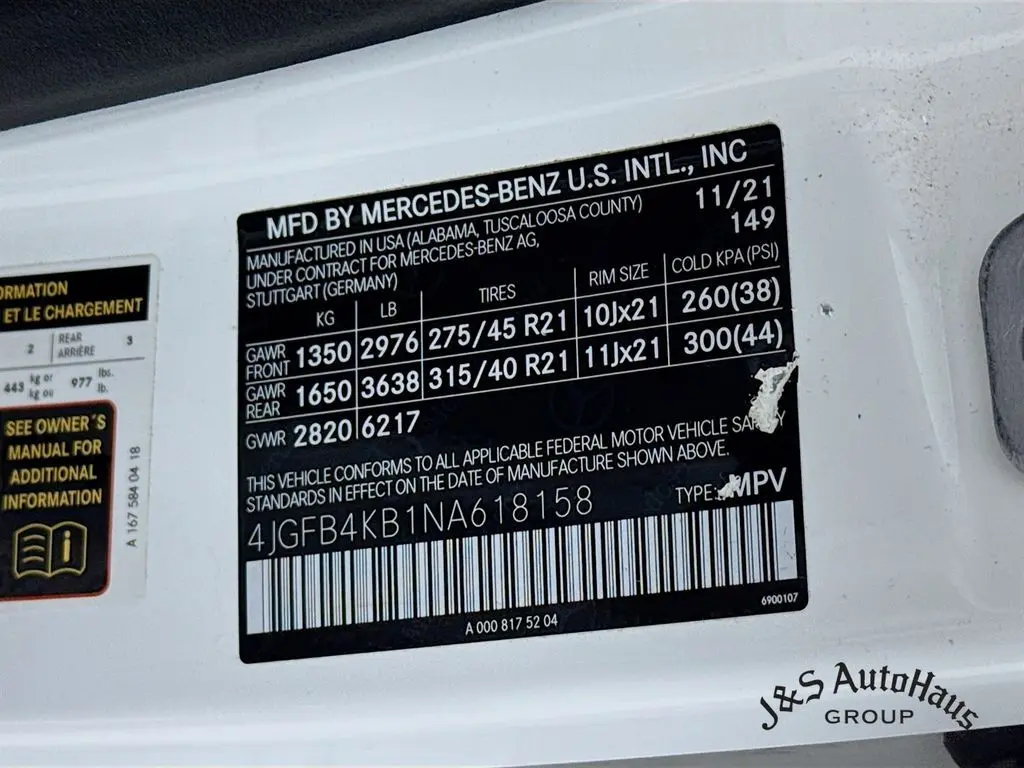 MFD BY MERCEDES-BENZ U.S. INTL., INC
MANUFACTURED IN USA (ALABAMA, TUSCALOOSA COUNTY) 11/21
UNDER CONTRACT FOR MERCEDES-BENZ AG, 149
STUTTGART (GERMANY)
KG LB TIRES RIM SIZE COLD KPA (PSI)
GAWR FRONT 1350 2976 275/45 R21 10Jx21 260(38)
GAWR REAR 1650 3638 315/40 R21 11Jx21 300(44)
GVWR 2820 6217
THIS VEHICLE CONFORMS TO ALL APPLICABLE FEDERAL MOTOR VEHICLE
STANDARDS IN EFFECT ON THE DATE OF MANUFACTURE SHOWN ABOVE.
4JGFB4KB1NA618158 TYPE: MPV
6900107
A 000 817 52 04
ET LE CHARGEMENT
2 REAR 3
ARRIÈRE
443 kg or 977 lbs.
kg ou lb.
SEE OWNER'S
MANUAL FOR
ADDITIONAL
INFORMATION
A 167 584 04 18
J&S AutoHaus
GROUP